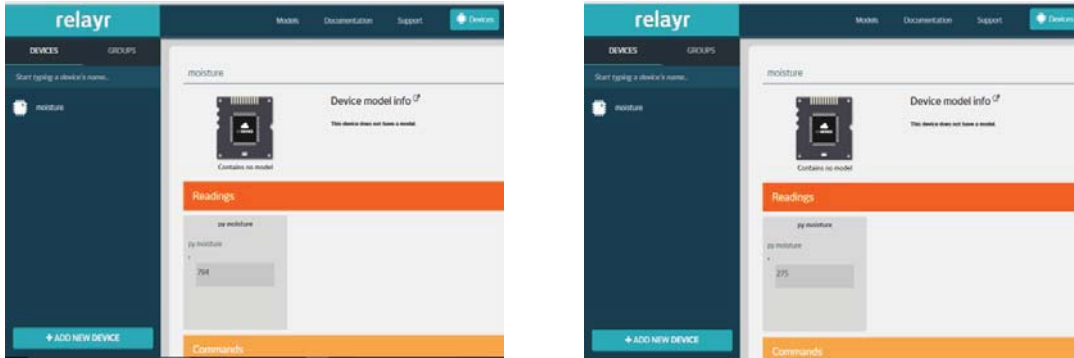 relayr
Models Documentation Support Devices
DEVICES GROUPS
Start typing a device's name..
moisture
moisture
Device model info
This device does not have a model.
Contains no model
Readings
py moisture
py moisture
794
+ ADD NEW DEVICE
Commands
relayr
Models Documentation Support Devices
DEVICES GROUPS
Start typing a device's name..
moisture
moisture
Device model info
This device does not have a model.
Contains no model
Readings
py moisture
py moisture
275
+ ADD NEW DEVICE
Commands